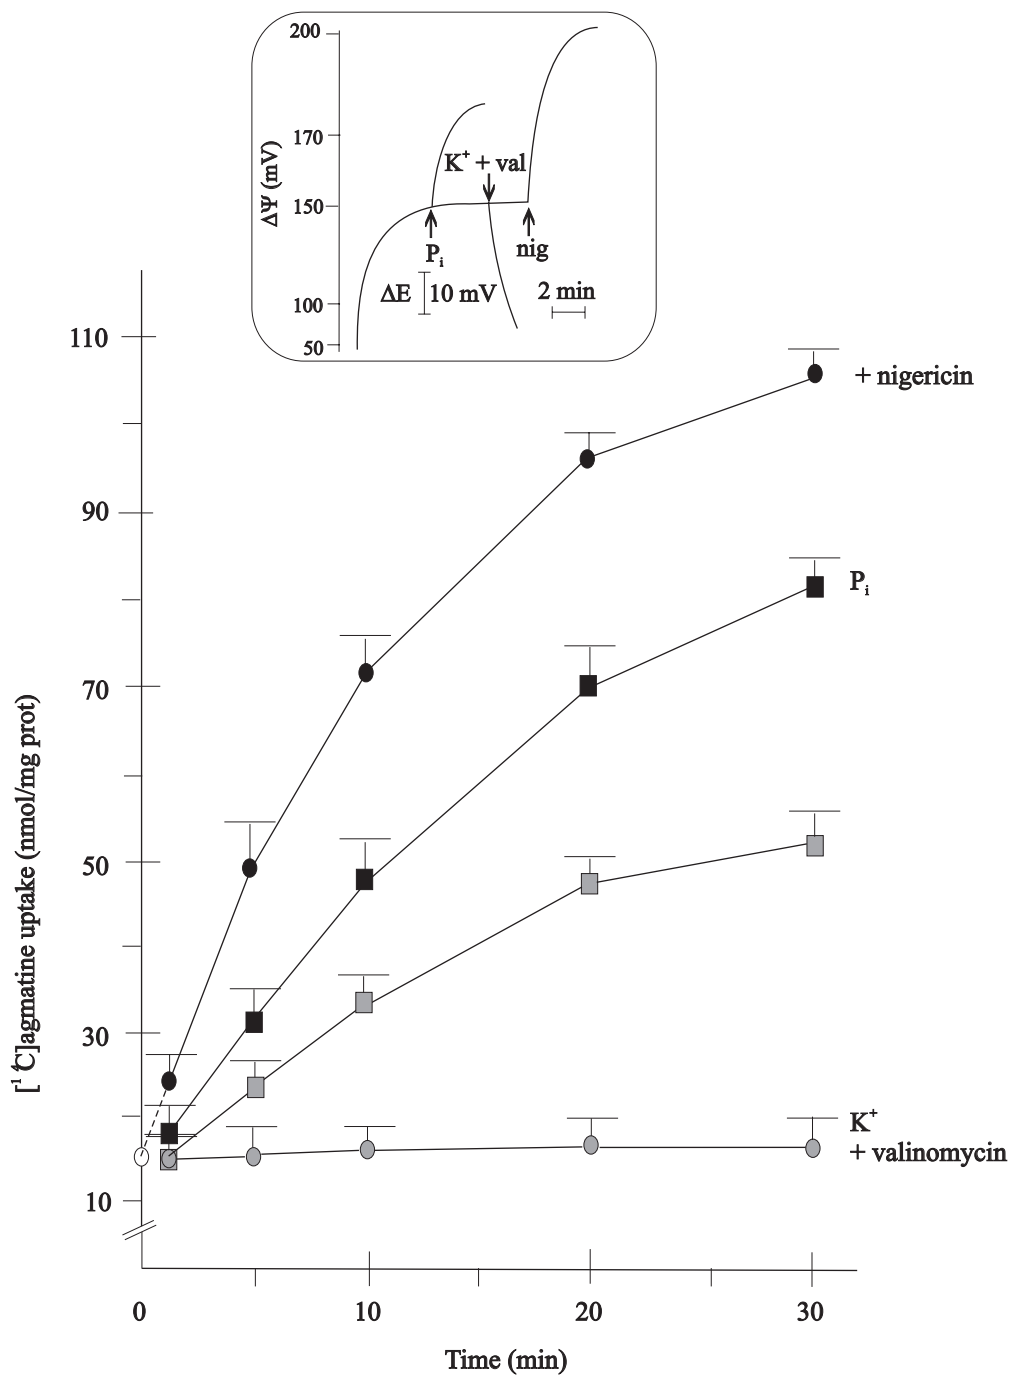 200
170
150
100
50
ΔΨ (mV)
K⁺ + val
Pᵢ
nig
ΔE 10 mV
2 min
110
90
70
50
30
10
[¹⁴C]agmatine uptake (nmol/mg prot)
+ nigericin
Pᵢ
K⁺
+ valinomycin
0 10 20 30
Time (min)